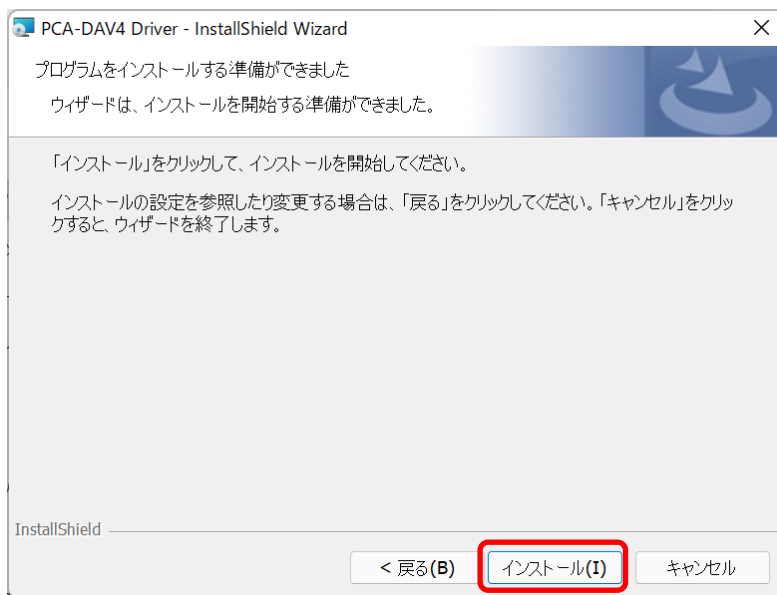 PCA-DAV4 Driver - InstallShield Wizard
プログラムをインストールする準備ができました
ウィザードは、インストールを開始する準備ができました。
「インストール」をクリックして、インストールを開始してください。
インストールの設定を参照したり変更する場合は、「戻る」をクリックしてください。「キャンセル」をクリッ
クすると、ウィザードを終了します。
InstallShield
< 戻る(B) インストール(I) キャンセル